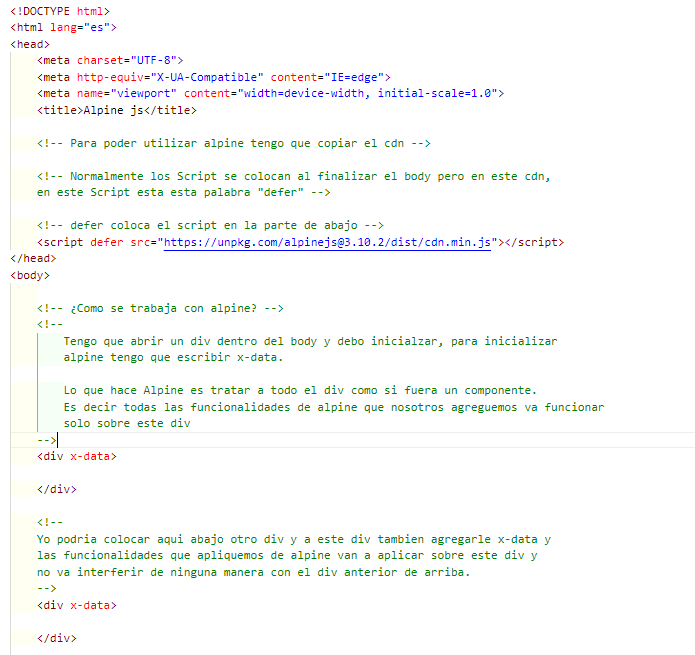 <!DOCTYPE html>
<html lang="es">
<head>
    <meta charset="UTF-8">
    <meta http-equiv="X-UA-Compatible" content="IE=edge">
    <meta name="viewport" content="width=device-width, initial-scale=1.0">
    <title>Alpine js</title>

    <!-- Para poder utilizar alpine tengo que copiar el cdn -->

    <!-- Normalmente los Script se colocan al finalizar el body pero en este cdn,
    en este Script esta esta palabra "defer" -->

    <!-- defer coloca el script en la parte de abajo -->
    <script defer src="https://unpkg.com/alpinejs@3.10.2/dist/cdn.min.js"></script>
</head>
<body>

    <!-- ¿Como se trabaja con alpine? -->
    <!--
        Tengo que abrir un div dentro del body y debo inicialzar, para inicializar
        alpine tengo que escribir x-data.

        Lo que hace Alpine es tratar a todo el div como si fuera un componente.
        Es decir todas las funcionalidades de alpine que nosotros agreguemos va funcionar
        solo sobre este div
    -->
    <div x-data>

    </div>

    <!--
    Yo podria colocar aqui abajo otro div y a este div tambien agregarle x-data y
    las funcionalidades que apliquemos de alpine van a aplicar sobre este div y
    no va interferir de ninguna manera con el div anterior de arriba.
    -->
    <div x-data>

    </div>